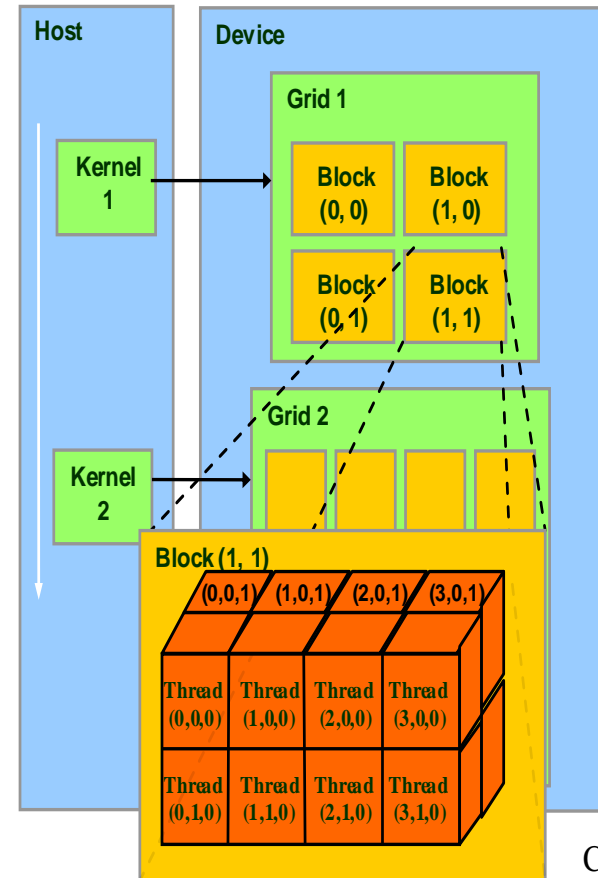 Host
Device
Grid 1
Kernel
1
Block
(0, 0)
Block
(1, 0)
Block
(0, 1)
Block
(1, 1)
Grid 2
Kernel
2
Block (1, 1)
(0,0,1)
(1,0,1)
(2,0,1)
(3,0,1)
Thread
(0,0,0)
Thread
(1,0,0)
Thread
(2,0,0)
Thread
(3,0,0)
Thread
(0,1,0)
Thread
(1,1,0)
Thread
(2,1,0)
Thread
(3,1,0)